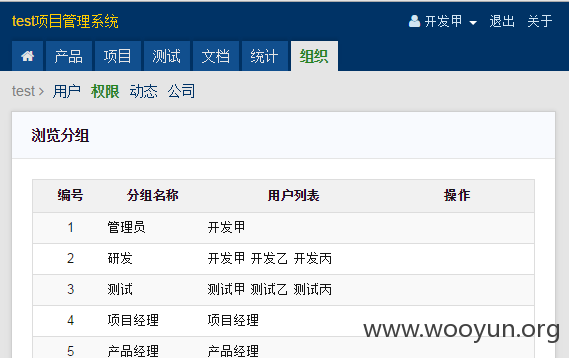 test项目管理系统 开发甲 退出 关于
产品 项目 测试 文档 统计 组织
test > 用户 权限 动态 公司
浏览分组
编号 分组名称 用户列表 操作
1 管理员 开发甲
2 研发 开发甲 开发乙 开发丙
3 测试 测试甲 测试乙 测试丙
4 项目经理 项目经理
5 产品经理 产品经理
www.wooyun.org